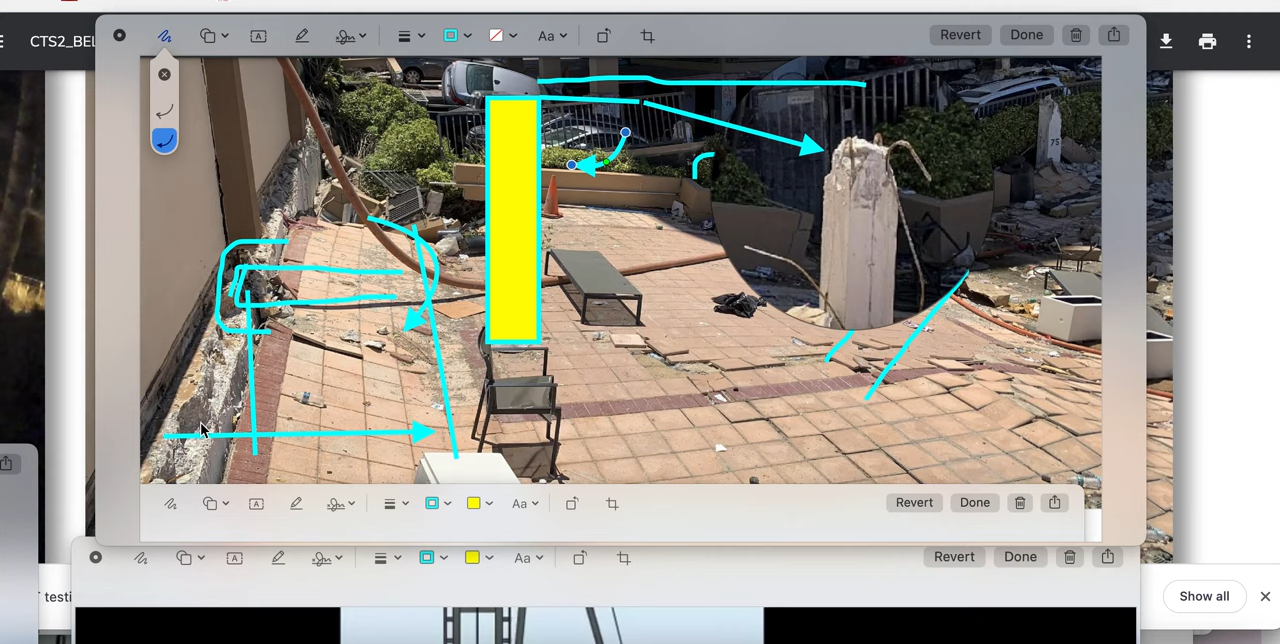 CTS2_BEL
Aa
Revert
Done
75
Aa
Revert
Done
Aa
Revert
Done
testi
Show all